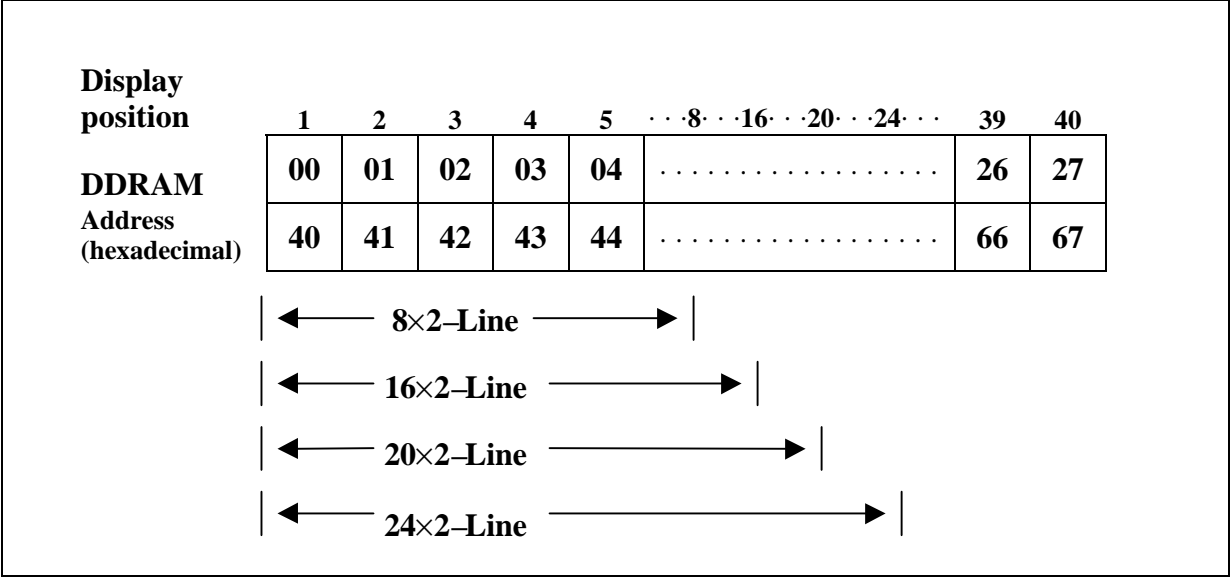 Display
position 1 2 3 4 5 · · ·8· · ·16· · ·20· · ·24· · · 39 40
DDRAM 00 01 02 03 04 . . . . . . . . . . . . . . . . . . 26 27
Address
(hexadecimal) 40 41 42 43 44 . . . . . . . . . . . . . . . . . . 66 67
8×2–Line
16×2–Line
20×2–Line
24×2–Line